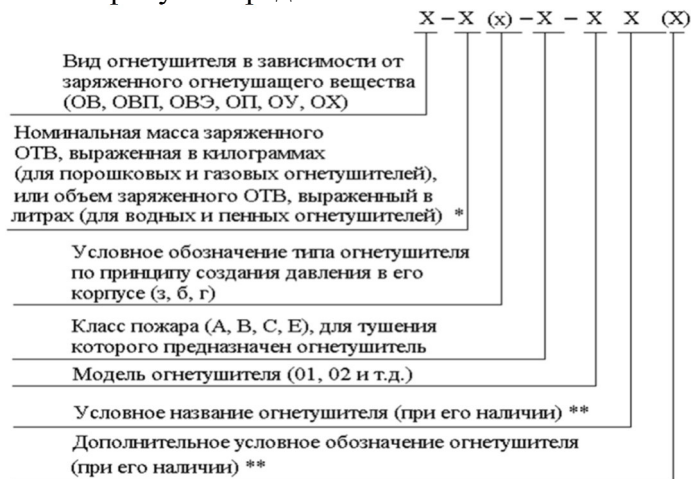 Х – Х (х) – Х – Х Х (Х)
Вид огнетушителя в зависимости от
заряженного огнетушащего вещества
(ОВ, ОВП, ОВЭ, ОП, ОУ, ОХ)
Номинальная масса заряженного
ОТВ, выраженная в килограммах
(для порошковых и газовых огнетушителей),
или объем заряженного ОТВ, выраженный в
литрах (для водных и пенных огнетушителей) *
Условное обозначение типа огнетушителя
по принципу создания давления в его
корпусе (з, б, г)
Класс пожара (А, В, С, Е), для тушения
которого предназначен огнетушитель
Модель огнетушителя (01, 02 и т.д.)
Условное название огнетушителя (при его наличии) **
Дополнительное условное обозначение огнетушителя
(при его наличии) **